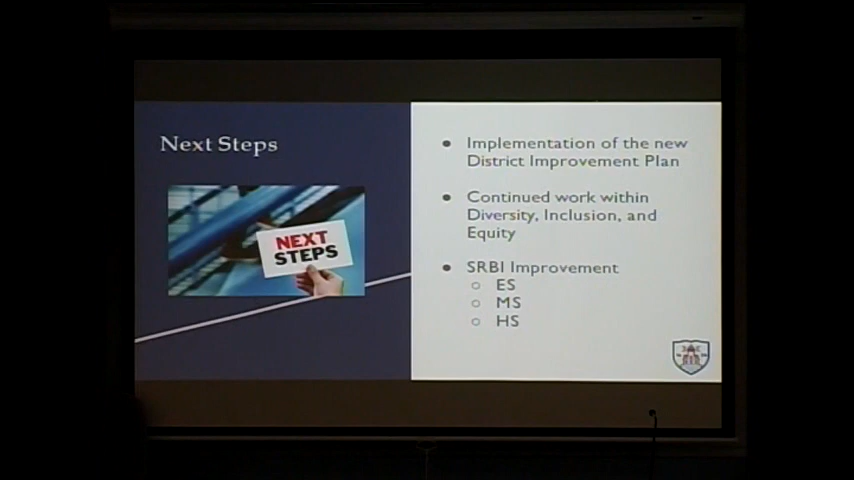 Next Steps
NEXT
STEPS
• Implementation of the new
District Improvement Plan
• Continued work within
Diversity, Inclusion, and
Equity
• SRBI Improvement
○ ES
○ MS
○ HS